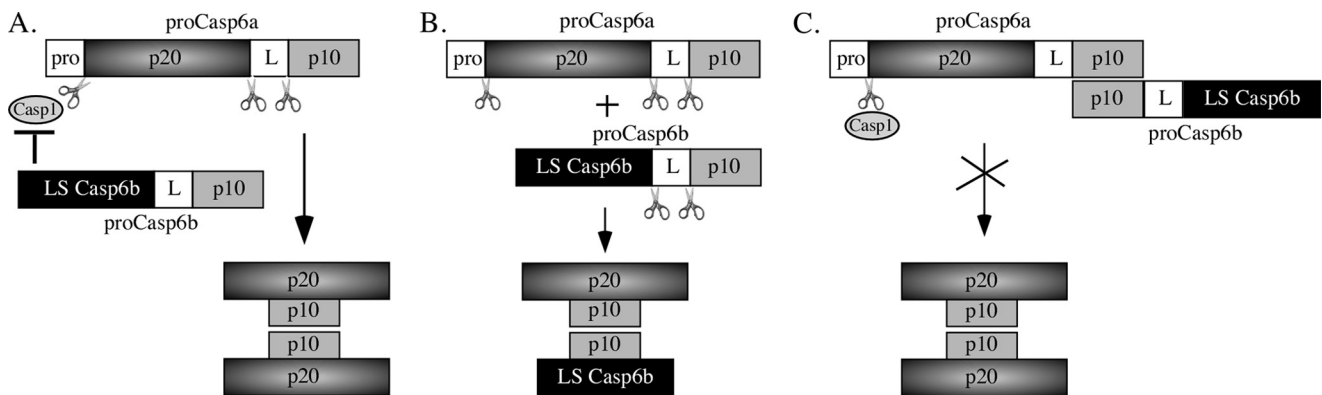 A.
proCasp6a
pro p20 L p10
Casp1
LS Casp6b L p10
proCasp6b
p20
p10
p10
p20
B.
proCasp6a
pro p20 L p10
+
proCasp6b
LS Casp6b L p10
p20
p10
p10
LS Casp6b
C.
proCasp6a
pro p20 L p10
p10 L LS Casp6b
Casp1
proCasp6b
p20
p10
p10
p20